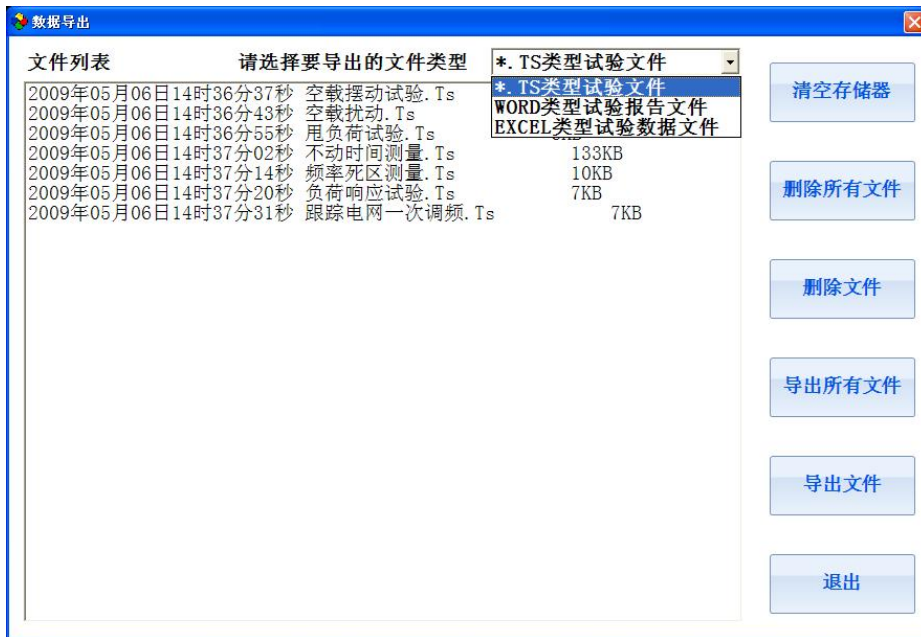 数据导出
文件列表 请选择要导出的文件类型 *.TS类型试验文件
*.TS类型试验文件
WORD类型试验报告文件
EXCEL类型试验数据文件
2009年05月06日14时36分37秒 空载摆动试验.Ts
2009年05月06日14时36分43秒 空载扰动.Ts
2009年05月06日14时36分55秒 甩负荷试验.Ts
2009年05月06日14时37分02秒 不动时间测量.Ts 133KB
2009年05月06日14时37分14秒 频率死区测量.Ts 10KB
2009年05月06日14时37分20秒 负荷响应试验.Ts 7KB
2009年05月06日14时37分31秒 跟踪电网一次调频.Ts 7KB
清空存储器
删除所有文件
删除文件
导出所有文件
导出文件
退出